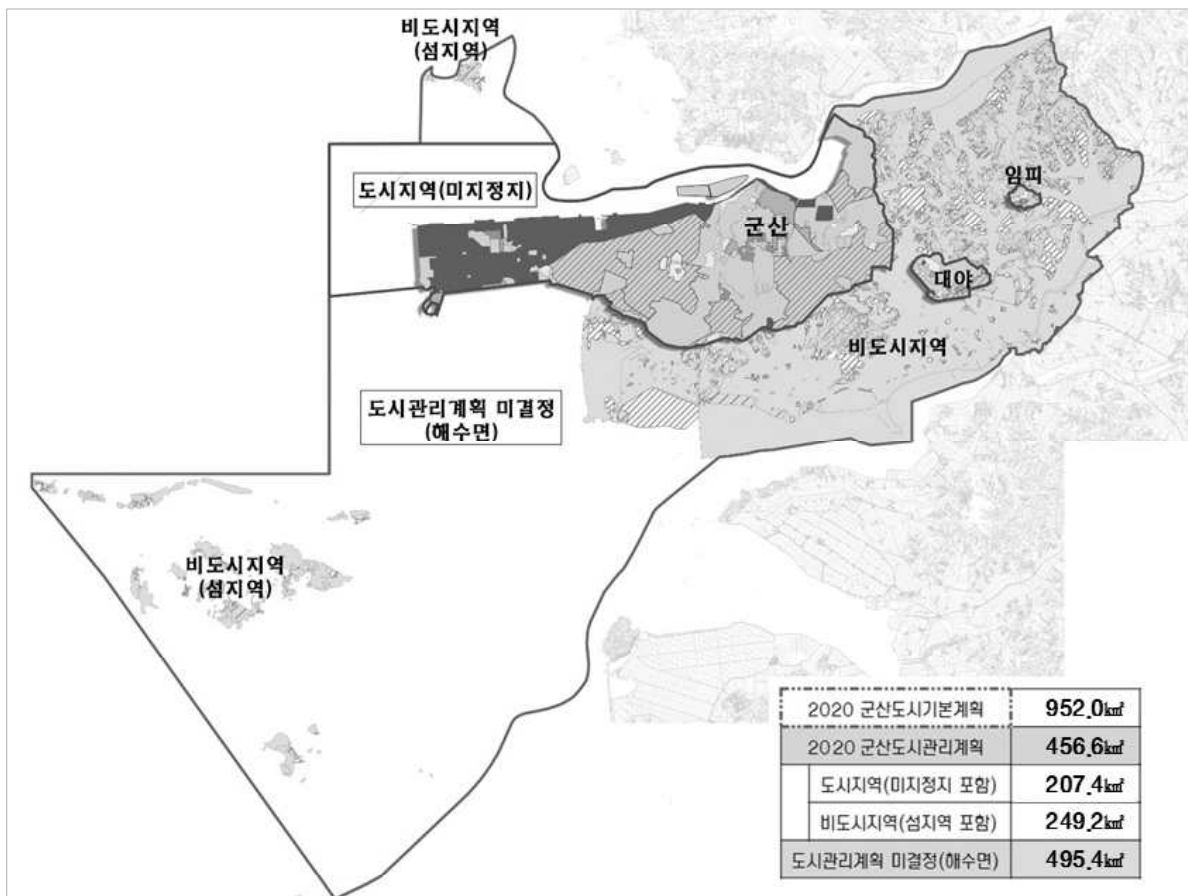 비도시지역
(섬지역)
도시지역(미지정지)
임피
군산
대야
비도시지역
도시관리계획 미결정
(해수면)
비도시지역
(섬지역)
2020 군산도시기본계획 952.0㎢
2020 군산도시관리계획 456.6㎢
도시지역(미지정지 포함) 207.4㎢
비도시지역(섬지역 포함) 249.2㎢
도시관리계획 미결정(해수면) 495.4㎢